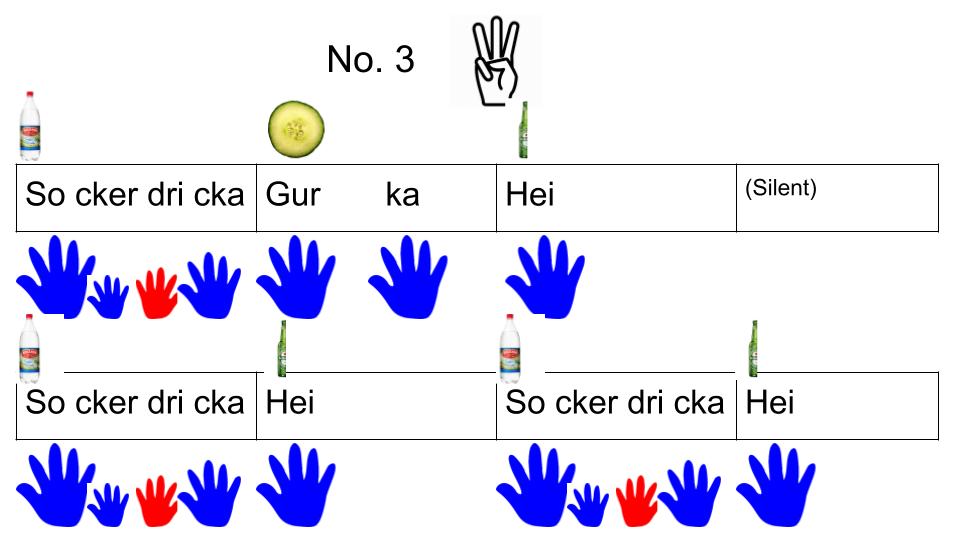 No. 3
So cker dri cka Gur ka Hei (Silent)
So cker dri cka Hei So cker dri cka Hei